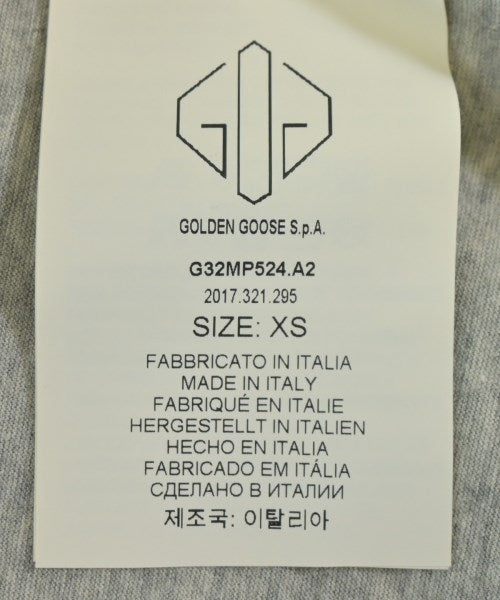 GOLDEN GOOSE S.p.A.
G32MP524.A2
2017.321.295
SIZE: XS
FABBRICATO IN ITALIA
MADE IN ITALY
FABRIQUÉ EN ITALIE
HERGESTELLT IN ITALIEN
HECHO EN ITALIA
FABRICADO EM ITÁLIA
СДЕЛАНО В ИТАЛИИ
제조국: 이탈리아